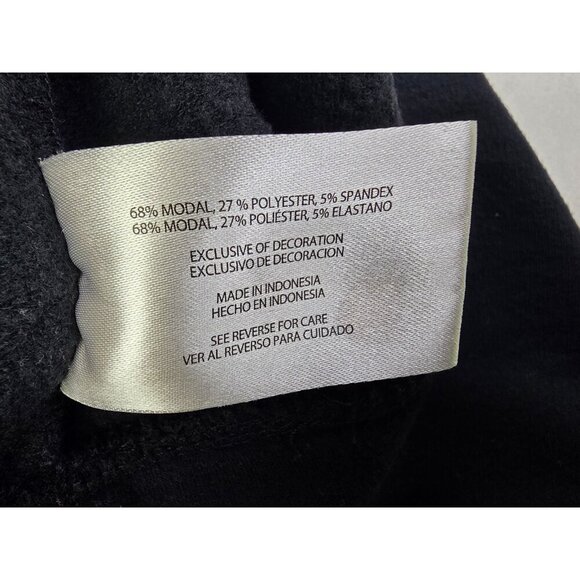 68% MODAL, 27 % POLYESTER, 5% SPANDEX
68% MODAL, 27% POLIÉSTER, 5% ELASTANO
EXCLUSIVE OF DECORATION
EXCLUSIVO DE DECORACION
MADE IN INDONESIA
HECHO EN INDONESIA
SEE REVERSE FOR CARE
VER AL REVERSO PARA CUIDADO